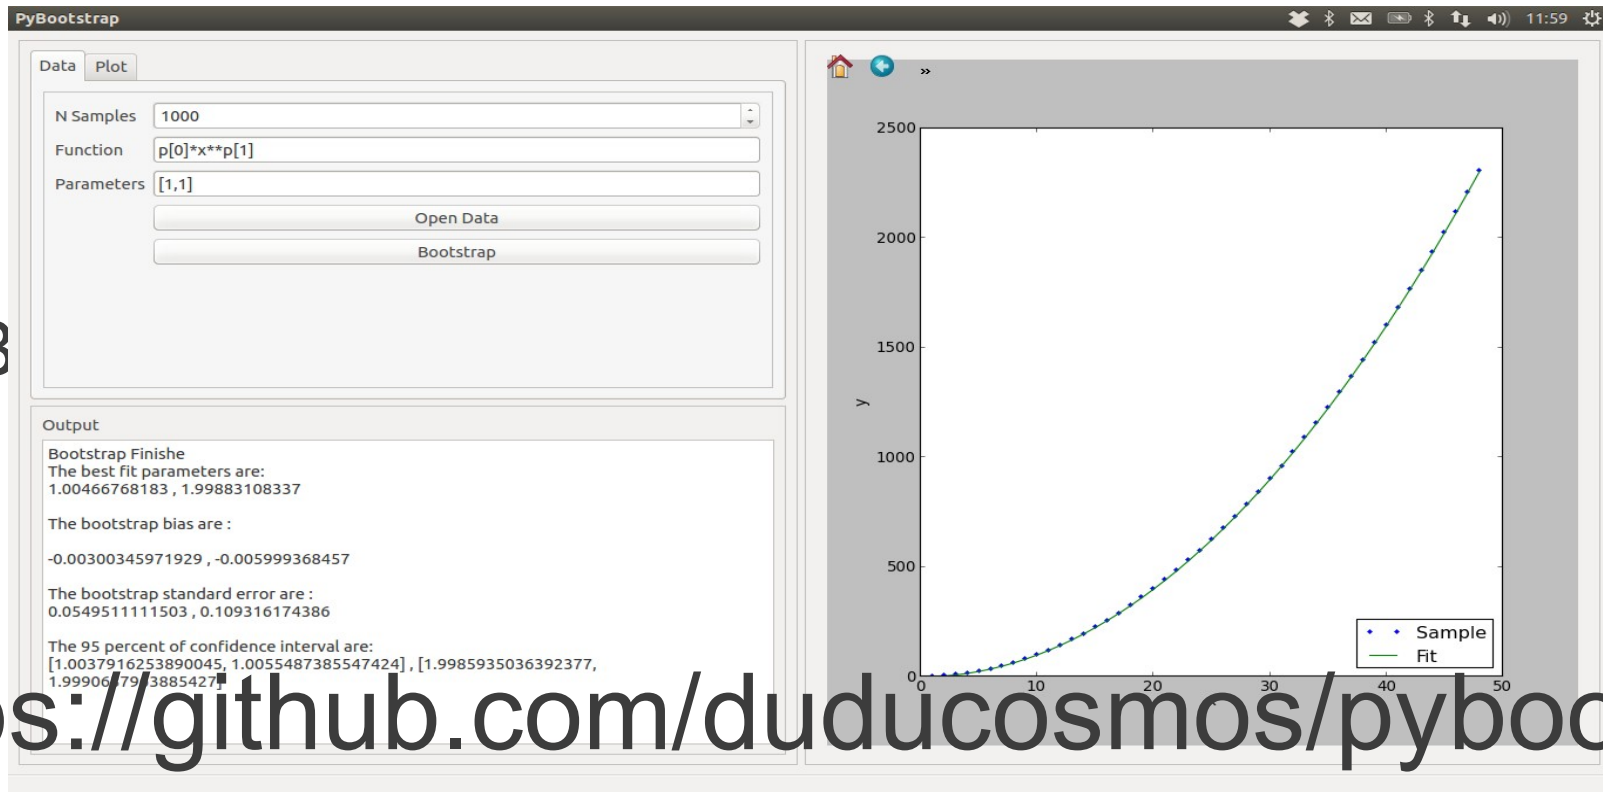 PyBootstrap
11:59
Data Plot
N Samples 1000
Function p[0]*x**p[1]
Parameters [1,1]
Open Data
Bootstrap
Output
Bootstrap Finishe
The best fit parameters are:
1.00466768183 , 1.99883108337
The bootstrap bias are :
-0.00300345971929 , -0.005999368457
The bootstrap standard error are :
0.0549511111503 , 0.109316174386
The 95 percent of confidence interval are:
[1.0037916253890045, 1.0055487385547424] , [1.9985935036392377,
»
2500
2000
1500
1000
500
0
y
0 10 20 30 40 50
Sample
Fit
s://github.com/duducosmos/pyboo